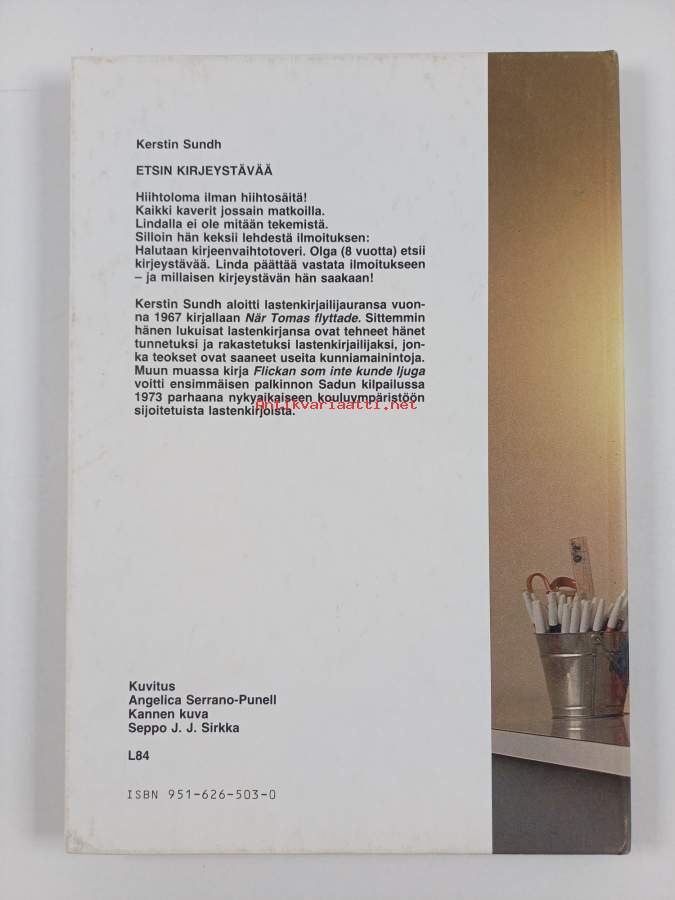 Kerstin Sundh
ETSIN KIRJEYSTÄVÄÄ
Hiihtoloma ilman hiihtosäitä!
Kaikki kaverit jossain matkoilla.
Lindalla ei ole mitään tekemistä.
Silloin hän keksii lehdestä ilmoituksen:
Halutaan kirjeenvaihtotoveri. Olga (8 vuotta) etsii
kirjeystävää. Linda päättää vastata ilmoitukseen
– ja millaisen kirjeystävän hän saakaan!
Kerstin Sundh aloitti lastenkirjailijauransa vuon-
na 1967 kirjallaan När Tomas flyttade. Sittemmin
hänen lukuisat lastenkirjansa ovat tehneet hänet
tunnetuksi ja rakastetuksi lastenkirjailijaksi, jon-
ka teokset ovat saaneet useita kunniamainintoja.
Muun muassa kirja Flickan som inte kunde ljuga
voitti ensimmäisen palkinnon Sadun kilpailussa
1973 parhaana nykyaikaiseen kouluympäristöön
Antikvariaatti.net
sijoitetuista lastenkirjoista.
Kuvitus
Angelica Serrano-Punell
Kannen kuva
Seppo J. J. Sirkka
L84
ISBN 951-626-503-0